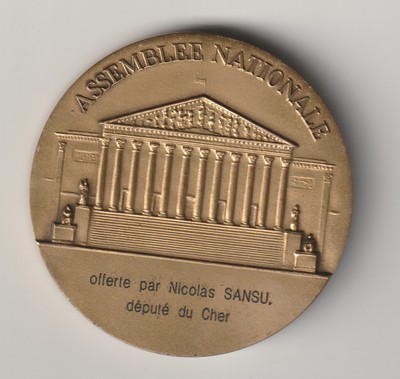 ASSEMBLEE NATIONALE
offerte par Nicolas SANSU,
député du Cher